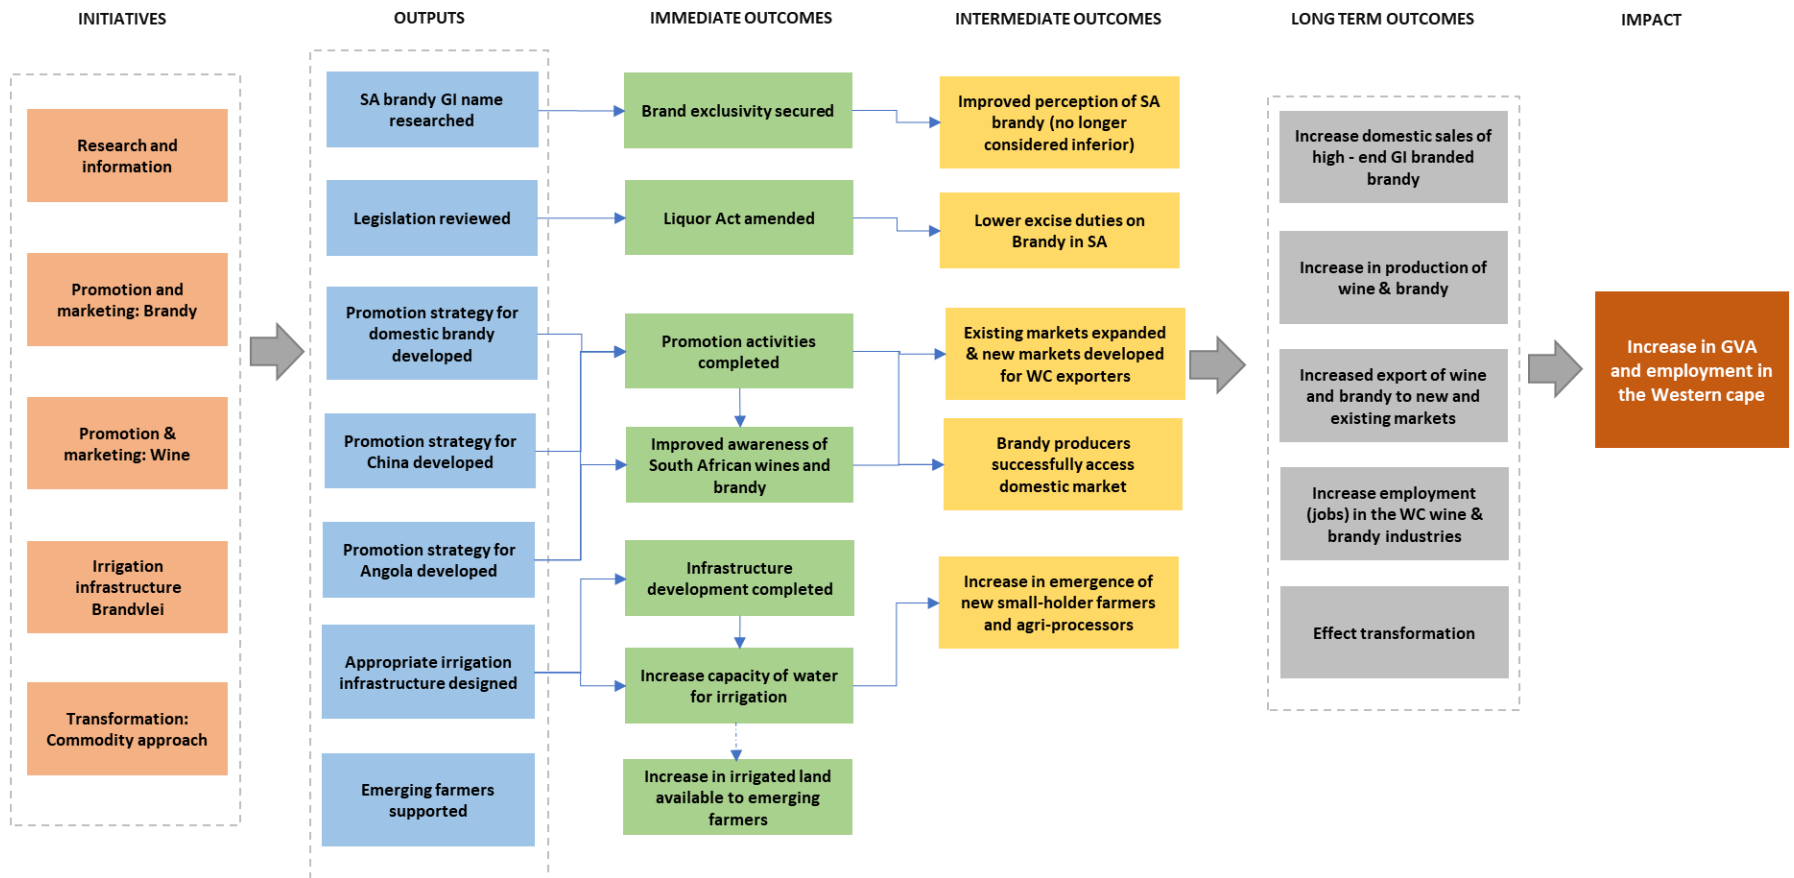 INITIATIVES
OUTPUTS
IMMEDIATE OUTCOMES
INTERMEDIATE OUTCOMES
LONG TERM OUTCOMES
IMPACT
Research and
information
Promotion and
marketing: Brandy
Promotion &
marketing: Wine
Irrigation
infrastructure
Brandvlei
Transformation:
Commodity approach
SA brandy GI name
researched
Legislation reviewed
Promotion strategy for
domestic brandy
developed
Promotion strategy for
China developed
Promotion strategy for
Angola developed
Appropriate irrigation
infrastructure designed
Emerging farmers
supported
Brand exclusivity secured
Liquor Act amended
Promotion activities
completed
Improved awareness of
South African wines and
brandy
Infrastructure
development completed
Increase capacity of water
for irrigation
Increase in irrigated land
available to emerging
farmers
Improved perception of SA
brandy (no longer
considered inferior)
Lower excise duties on
Brandy in SA
Existing markets expanded
& new markets developed
for WC exporters
Brandy producers
successfully access
domestic market
Increase in emergence of
new small-holder farmers
and agri-processors
Increase domestic sales of
high - end GI branded
brandy
Increase in production of
wine & brandy
Increased export of wine
and brandy to new and
existing markets
Increase employment
(jobs) in the WC wine &
brandy industries
Effect transformation
Increase in GVA
and employment in
the Western cape